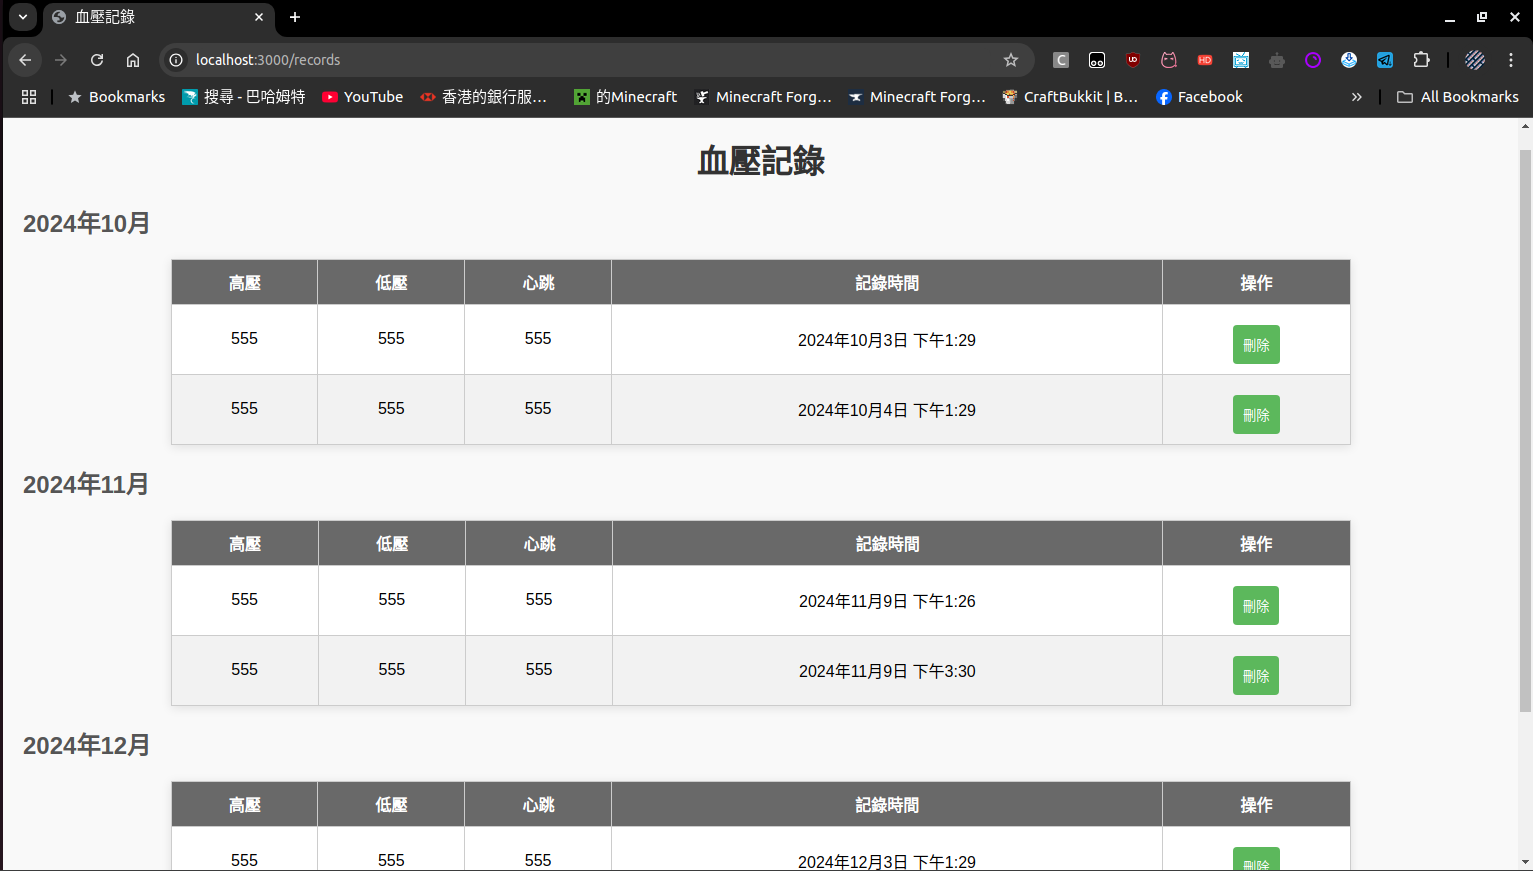 血壓記錄
localhost:3000/records
Bookmarks 搜尋 - 巴哈姆特 YouTube 香港的銀行服... 的Minecraft Minecraft Forg... Minecraft Forg... CraftBukkit | B... Facebook » All Bookmarks
血壓記錄
2024年10月
高壓 低壓 心跳 記錄時間 操作
555 555 555 2024年10月3日 下午1:29 刪除
555 555 555 2024年10月4日 下午1:29 刪除
2024年11月
高壓 低壓 心跳 記錄時間 操作
555 555 555 2024年11月9日 下午1:26 刪除
555 555 555 2024年11月9日 下午3:30 刪除
2024年12月
高壓 低壓 心跳 記錄時間 操作
555 555 555 2024年12月3日 下午1:29 刪除